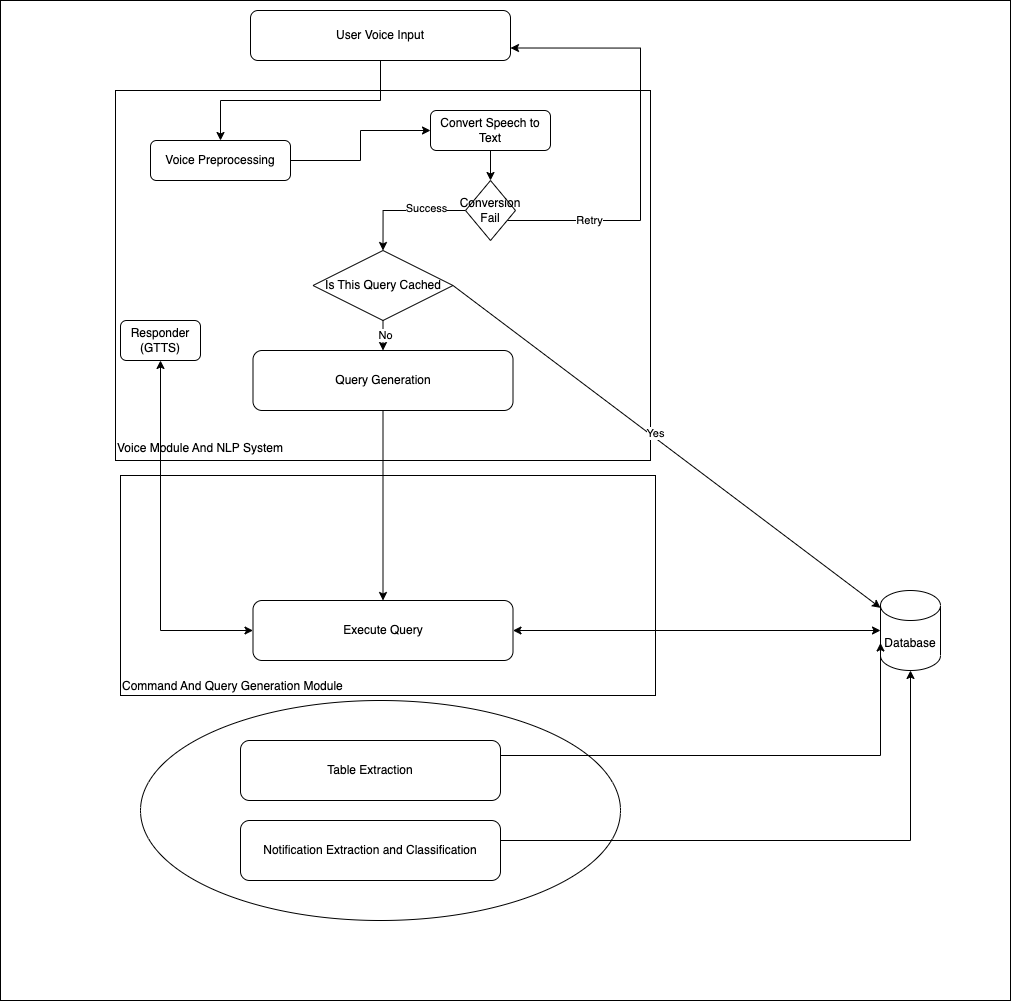 User Voice Input
Convert Speech to
Text
Voice Preprocessing
Conversion
Fail
Success
Retry
Is This Query Cached
No
Responder
(GTTS)
Query Generation
Yes
Voice Module And NLP System
Execute Query
Database
Command And Query Generation Module
Table Extraction
Notification Extraction and Classification